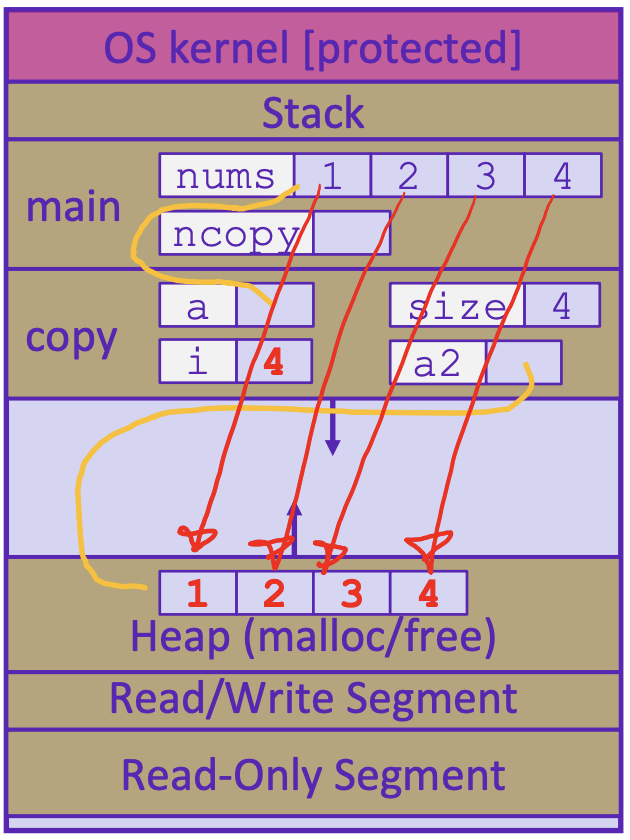 OS kernel [protected]
Stack
main
nums 1 2 3 4
ncopy
copy
a
size 4
i 4
a2
1 2 3 4
Heap (malloc/free)
Read/Write Segment
Read-Only Segment